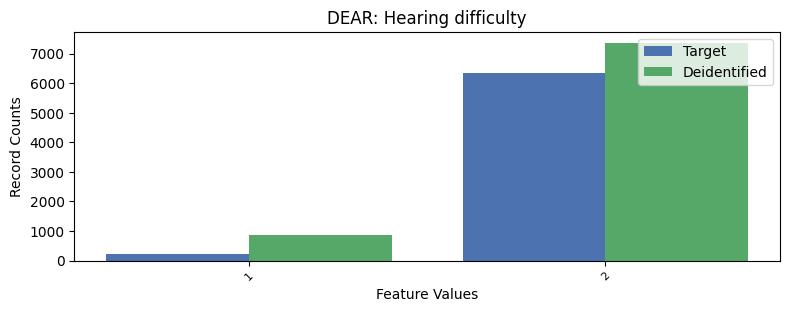 DEAR: Hearing difficulty
Target
Deidentified
7000
6000
5000
4000
3000
2000
1000
0
Record Counts
1
2
Feature Values